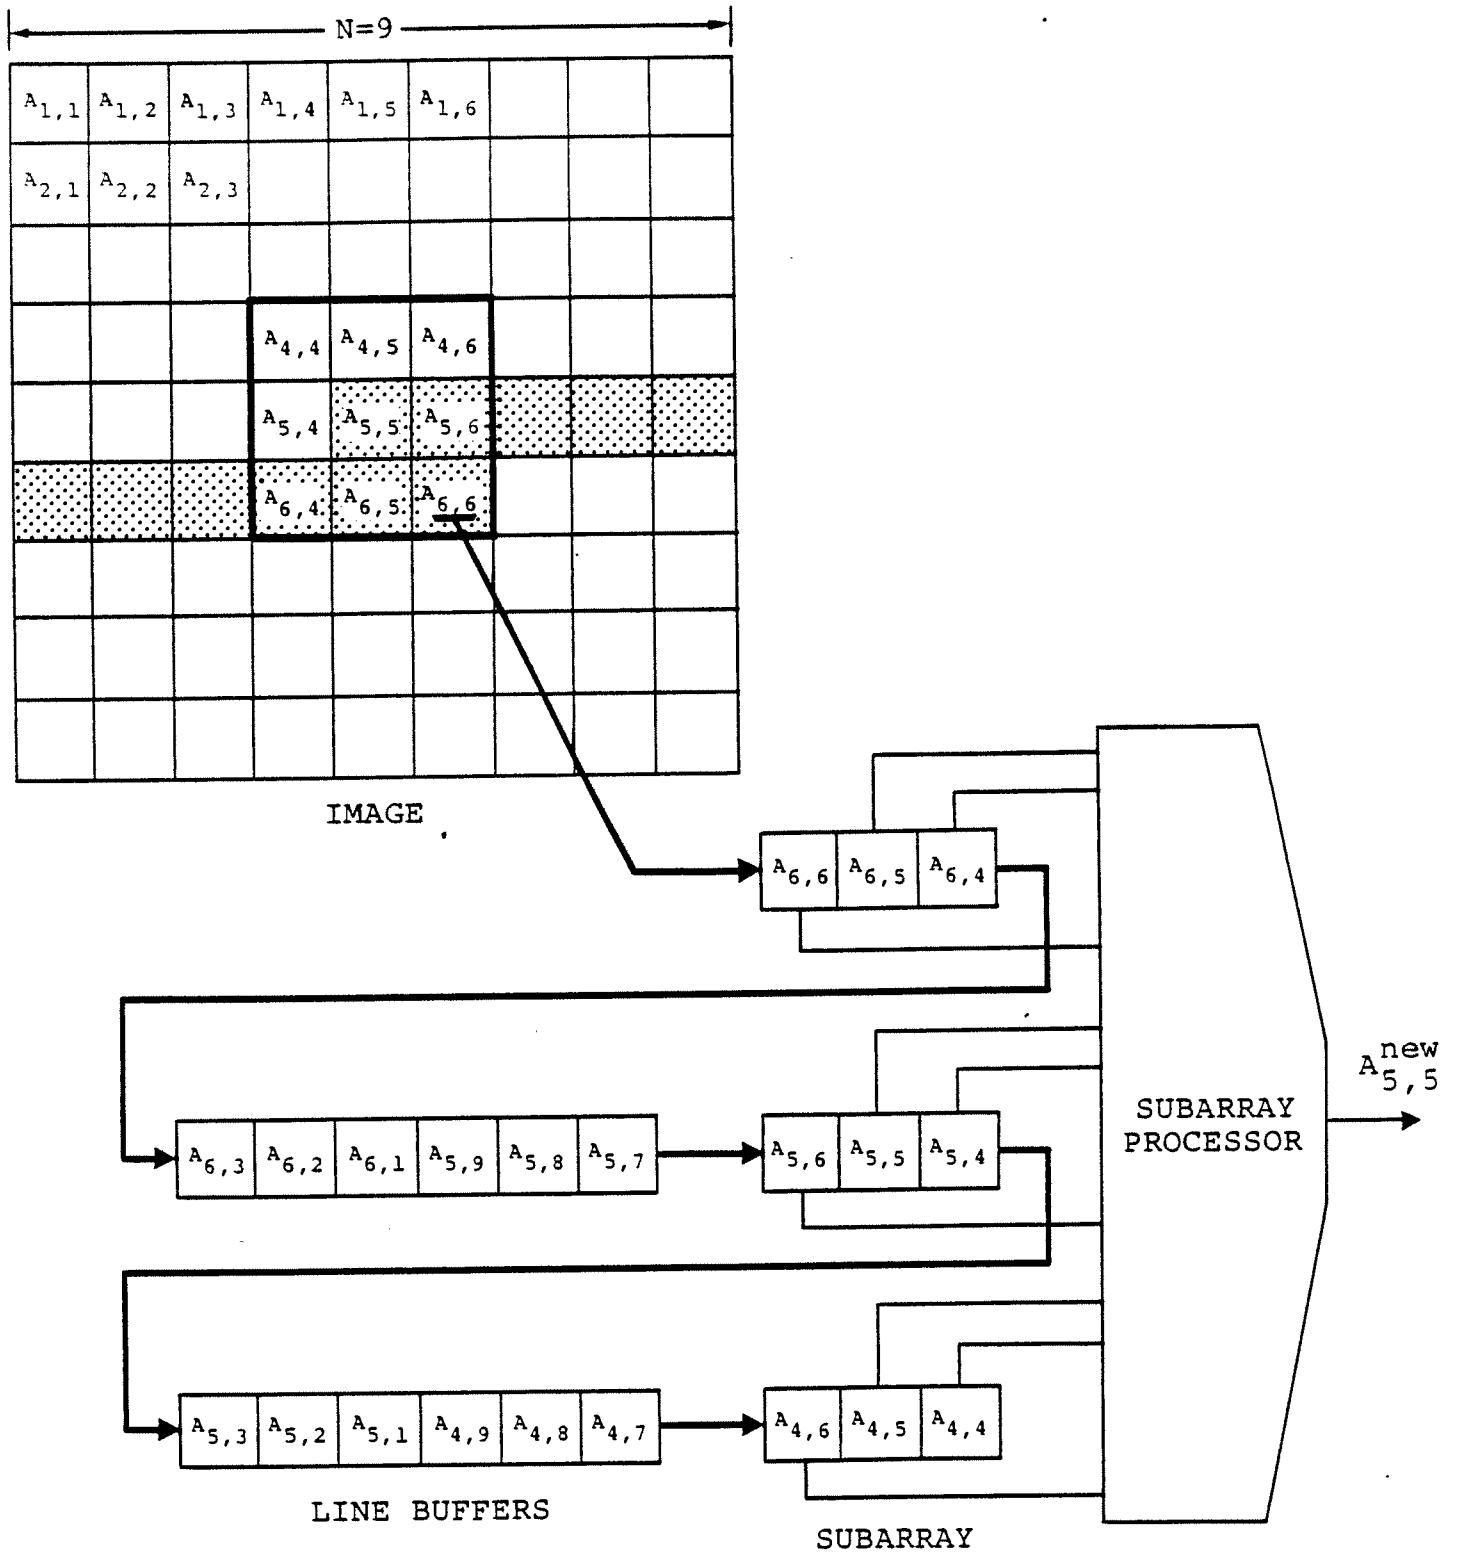 N=9
A1,1 A1,2 A1,3 A1,4 A1,5 A1,6
A2,1 A2,2 A2,3
A4,4 A4,5 A4,6
A5,4 A5,5 A5,6
A6,4 A6,5 A6,6
IMAGE
A6,6 A6,5 A6,4
A5,5 new
SUBARRAY
PROCESSOR
A6,3 A6,2 A6,1 A5,9 A5,8 A5,7 A5,6 A5,5 A5,4
A5,3 A5,2 A5,1 A4,9 A4,8 A4,7 A4,6 A4,5 A4,4
LINE BUFFERS
SUBARRAY